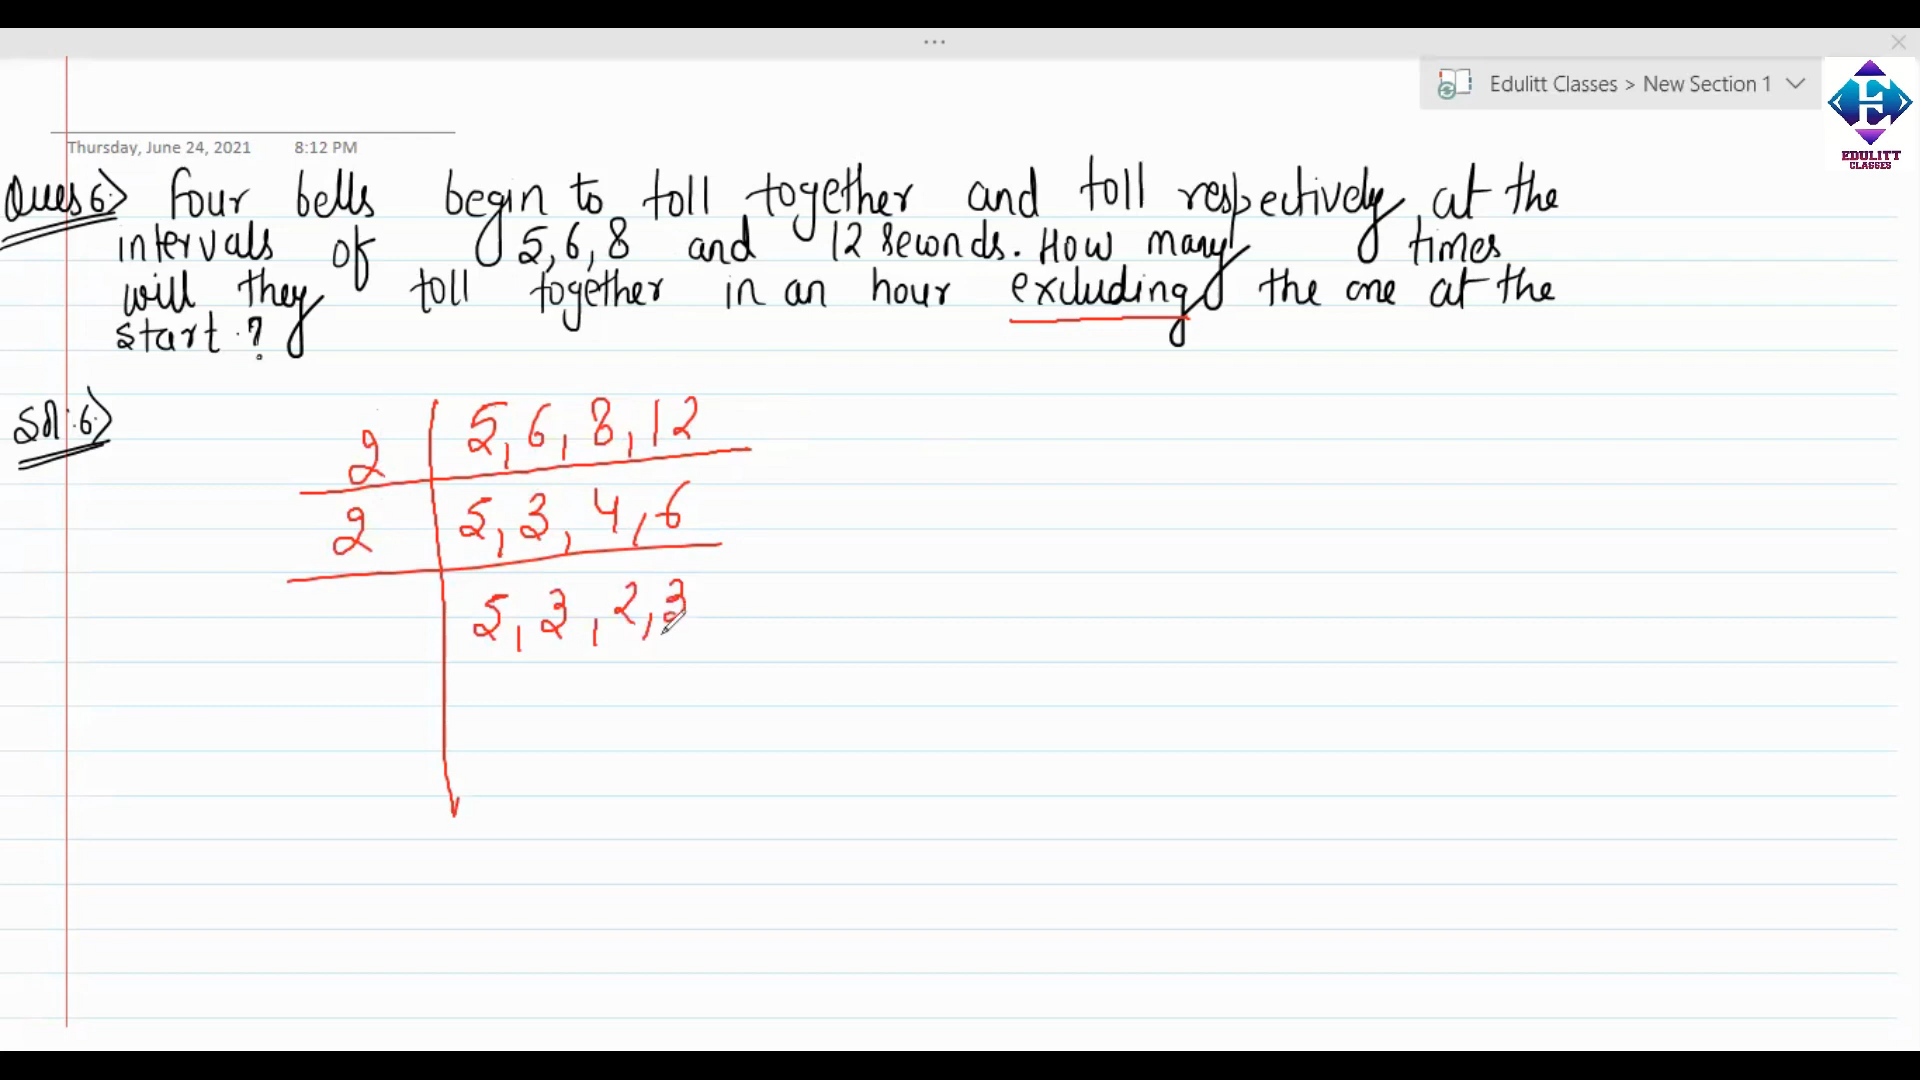 ...
Edulitt Classes > New Section 1
EDULITT
CLASSES
Thursday, June 24, 2021 8:12 PM
Ques 6:> Four bells begin to toll together and toll respectively at the
intervals of 5, 6, 8 and 12 seconds. How many times
will they toll together in an hour excluding the one at the
start ?
Sol:6:>
2 | 5, 6, 8, 12
2 | 5, 3, 4, 6
5, 3, 2, 3